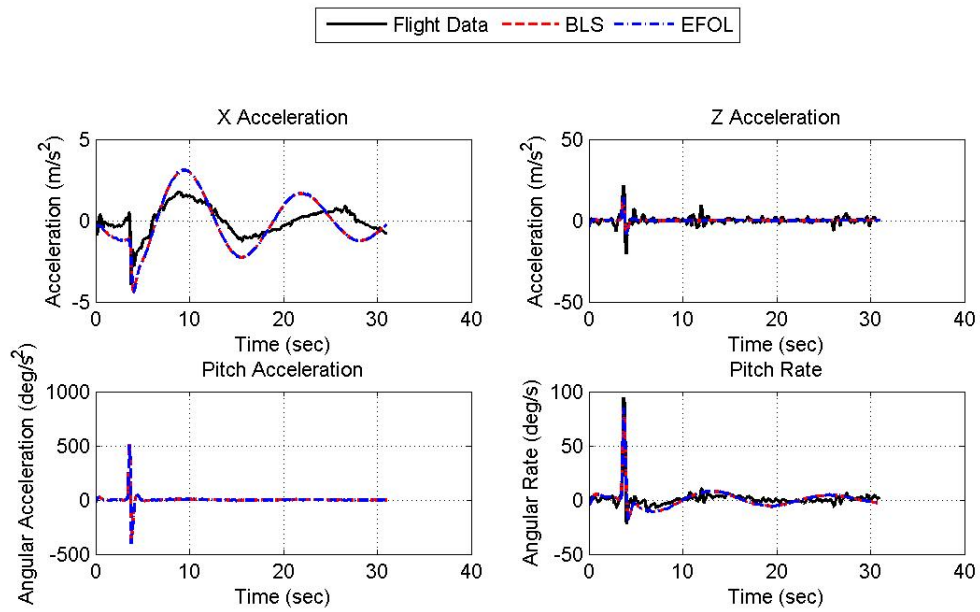 Flight Data BLS EFOL
X Acceleration
Acceleration (m/s²)
5
0
-5
0 10 20 30 40
Time (sec)
Z Acceleration
Acceleration (m/s²)
50
0
-50
0 10 20 30 40
Time (sec)
Pitch Acceleration
Angular Acceleration (deg/s²)
1000
500
0
-500
0 10 20 30 40
Time (sec)
Pitch Rate
Angular Rate (deg/s)
100
50
0
-50
0 10 20 30 40
Time (sec)